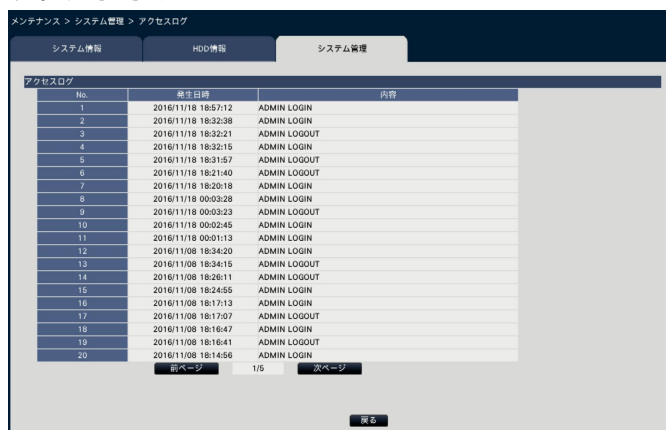 メンテナンス > システム管理 > アクセスログ
システム情報 HDD情報 システム管理
アクセスログ
No. 発生日時 内容
1 2016/11/18 18:57:12 ADMIN LOGIN
2 2016/11/18 18:32:38 ADMIN LOGIN
3 2016/11/18 18:32:21 ADMIN LOGOUT
4 2016/11/18 18:32:15 ADMIN LOGIN
5 2016/11/18 18:31:57 ADMIN LOGOUT
6 2016/11/18 18:21:40 ADMIN LOGOUT
7 2016/11/18 18:20:18 ADMIN LOGIN
8 2016/11/18 00:03:28 ADMIN LOGIN
9 2016/11/18 00:03:23 ADMIN LOGOUT
10 2016/11/18 00:02:45 ADMIN LOGIN
11 2016/11/18 00:01:13 ADMIN LOGIN
12 2016/11/08 18:34:20 ADMIN LOGIN
13 2016/11/08 18:34:15 ADMIN LOGOUT
14 2016/11/08 18:26:11 ADMIN LOGOUT
15 2016/11/08 18:24:55 ADMIN LOGIN
16 2016/11/08 18:17:13 ADMIN LOGIN
17 2016/11/08 18:17:07 ADMIN LOGOUT
18 2016/11/08 18:16:47 ADMIN LOGIN
19 2016/11/08 18:16:41 ADMIN LOGOUT
20 2016/11/08 18:14:56 ADMIN LOGIN
前ページ 1/5 次ページ
戻る